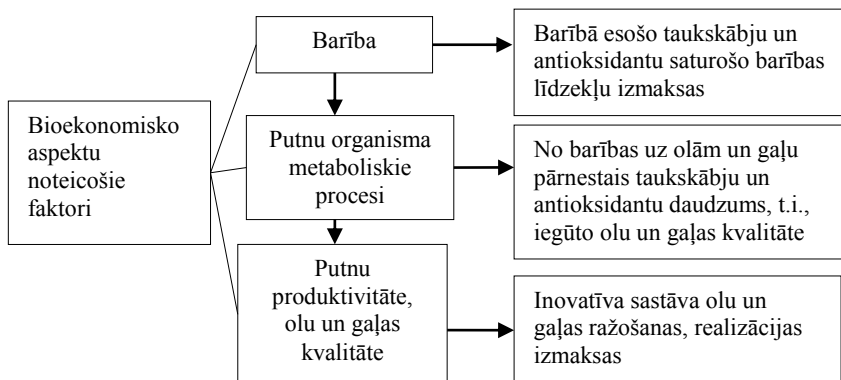 Bioekonomisko
aspektu
noteicošie
faktori
Barība
Barībā esošo taukskābju un
antioksidantu saturošo barības
līdzekļu izmaksas
Putnu organisma
metaboliskie
procesi
No barības uz olām un gaļu
pārnestais taukskābju un
antioksidantu daudzums, t.i.,
iegūto olu un gaļas kvalitāte
Putnu
produktivitāte,
olu un gaļas
kvalitāte
Inovatīva sastāva olu un
gaļas ražošanas, realizācijas
izmaksas